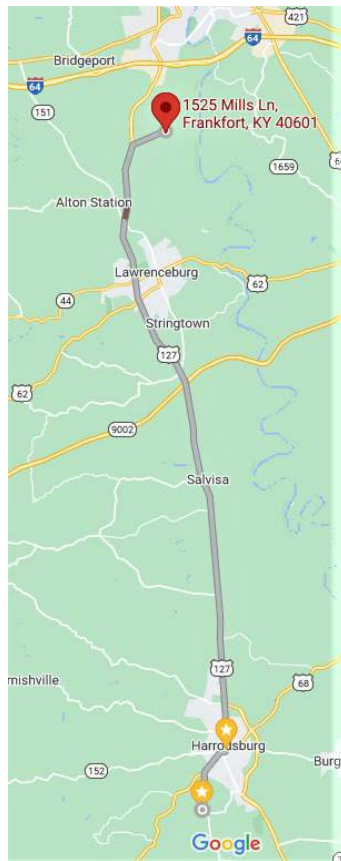 421
64
Bridgeport
64
151
1525 Mills Ln,
Frankfort, KY 40601
1659
Alton Station
Lawrenceburg
62
44
Stringtown
127
62
9002
Salvisa
127
rnishville
68
Harrodsburg
Burg
152
Google